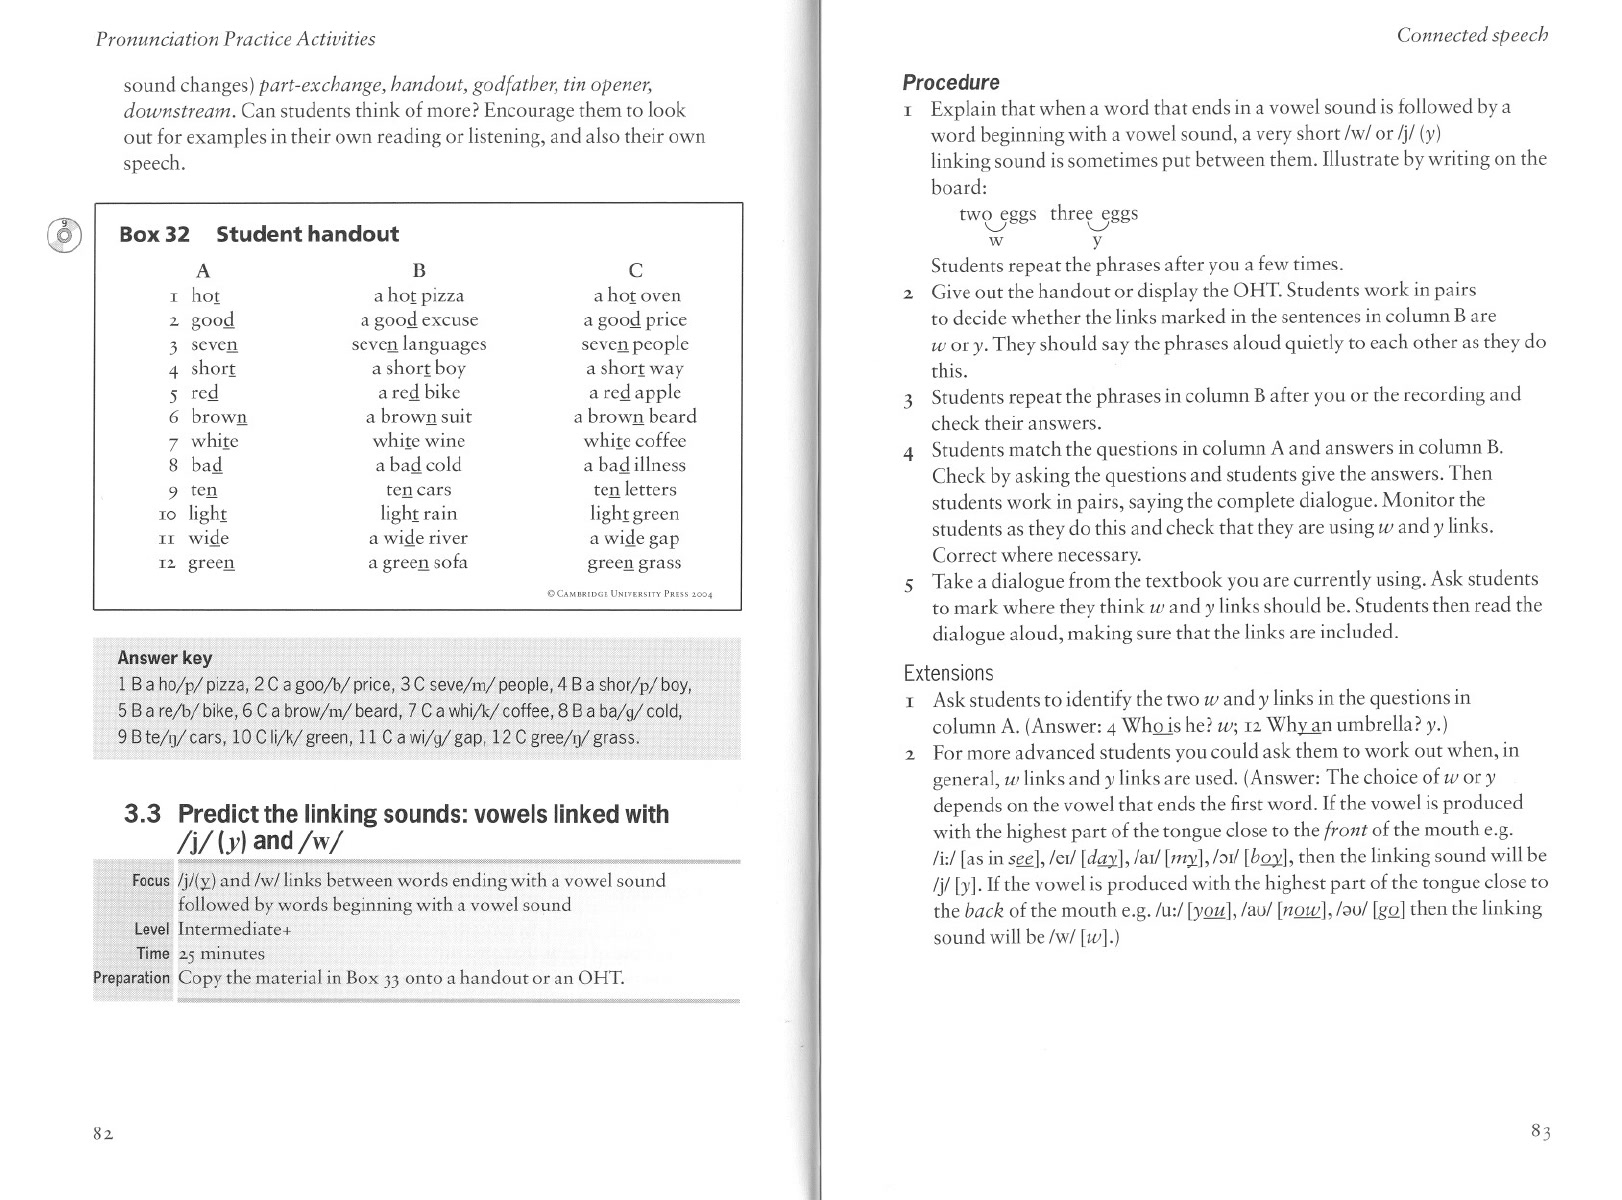 Pronunciation Practice Activities
sound changes) part-exchange, handout, godfather, tin opener,
downstream. Can students think of more? Encourage them to look
out for examples in their own reading or listening, and also their own
speech.
9
Box 32 Student handout
A B C
1 hot a hot pizza a hot oven
2 good a good excuse a good price
3 seven seven languages seven people
4 short a short boy a short way
5 red a red bike a red apple
6 brown a brown suit a brown beard
7 white white wine white coffee
8 bad a bad cold a bad illness
9 ten ten cars ten letters
10 light light rain light green
11 wide a wide river a wide gap
12 green a green sofa green grass
© CAMBRIDGE UNIVERSITY PRESS 2004
Answer key
1 B a ho/p/ pizza, 2 C a goo/b/ price, 3 C seve/m/ people, 4 B a shor/p/ boy,
5 B a re/b/ bike, 6 C a brow/m/ beard, 7 C a whi/k/ coffee, 8 B a ba/g/ cold,
9 B te/ŋ/ cars, 10 C li/k/ green, 11 C a wi/g/ gap, 12 C gree/ŋ/ grass.
3.3 Predict the linking sounds: vowels linked with
/j/ (y) and /w/
Focus /j/(y) and /w/ links between words ending with a vowel sound
followed by words beginning with a vowel sound
Level Intermediate+
Time 25 minutes
Preparation Copy the material in Box 33 onto a handout or an OHT.
82
Connected speech
Procedure
1 Explain that when a word that ends in a vowel sound is followed by a
word beginning with a vowel sound, a very short /w/ or /j/ (y)
linking sound is sometimes put between them. Illustrate by writing on the
board:
two eggs three eggs
w y
Students repeat the phrases after you a few times.
2 Give out the handout or display the OHT. Students work in pairs
to decide whether the links marked in the sentences in column B are
w or y. They should say the phrases aloud quietly to each other as they do
this.
3 Students repeat the phrases in column B after you or the recording and
check their answers.
4 Students match the questions in column A and answers in column B.
Check by asking the questions and students give the answers. Then
students work in pairs, saying the complete dialogue. Monitor the
students as they do this and check that they are using w and y links.
Correct where necessary.
5 Take a dialogue from the textbook you are currently using. Ask students
to mark where they think w and y links should be. Students then read the
dialogue aloud, making sure that the links are included.
Extensions
1 Ask students to identify the two w and y links in the questions in
column A. (Answer: 4 Who is he? w; 12 Why an umbrella? y.)
2 For more advanced students you could ask them to work out when, in
general, w links and y links are used. (Answer: The choice of w or y
depends on the vowel that ends the first word. If the vowel is produced
with the highest part of the tongue close to the front of the mouth e.g.
/iː/ [as in see], /eɪ/ [day], /aɪ/ [my], /ɔɪ/ [boy], then the linking sound will be
/j/ [y]. If the vowel is produced with the highest part of the tongue close to
the back of the mouth e.g. /uː/ [you], /aʊ/ [now], /əʊ/ [go] then the linking
sound will be /w/ [w].)
83